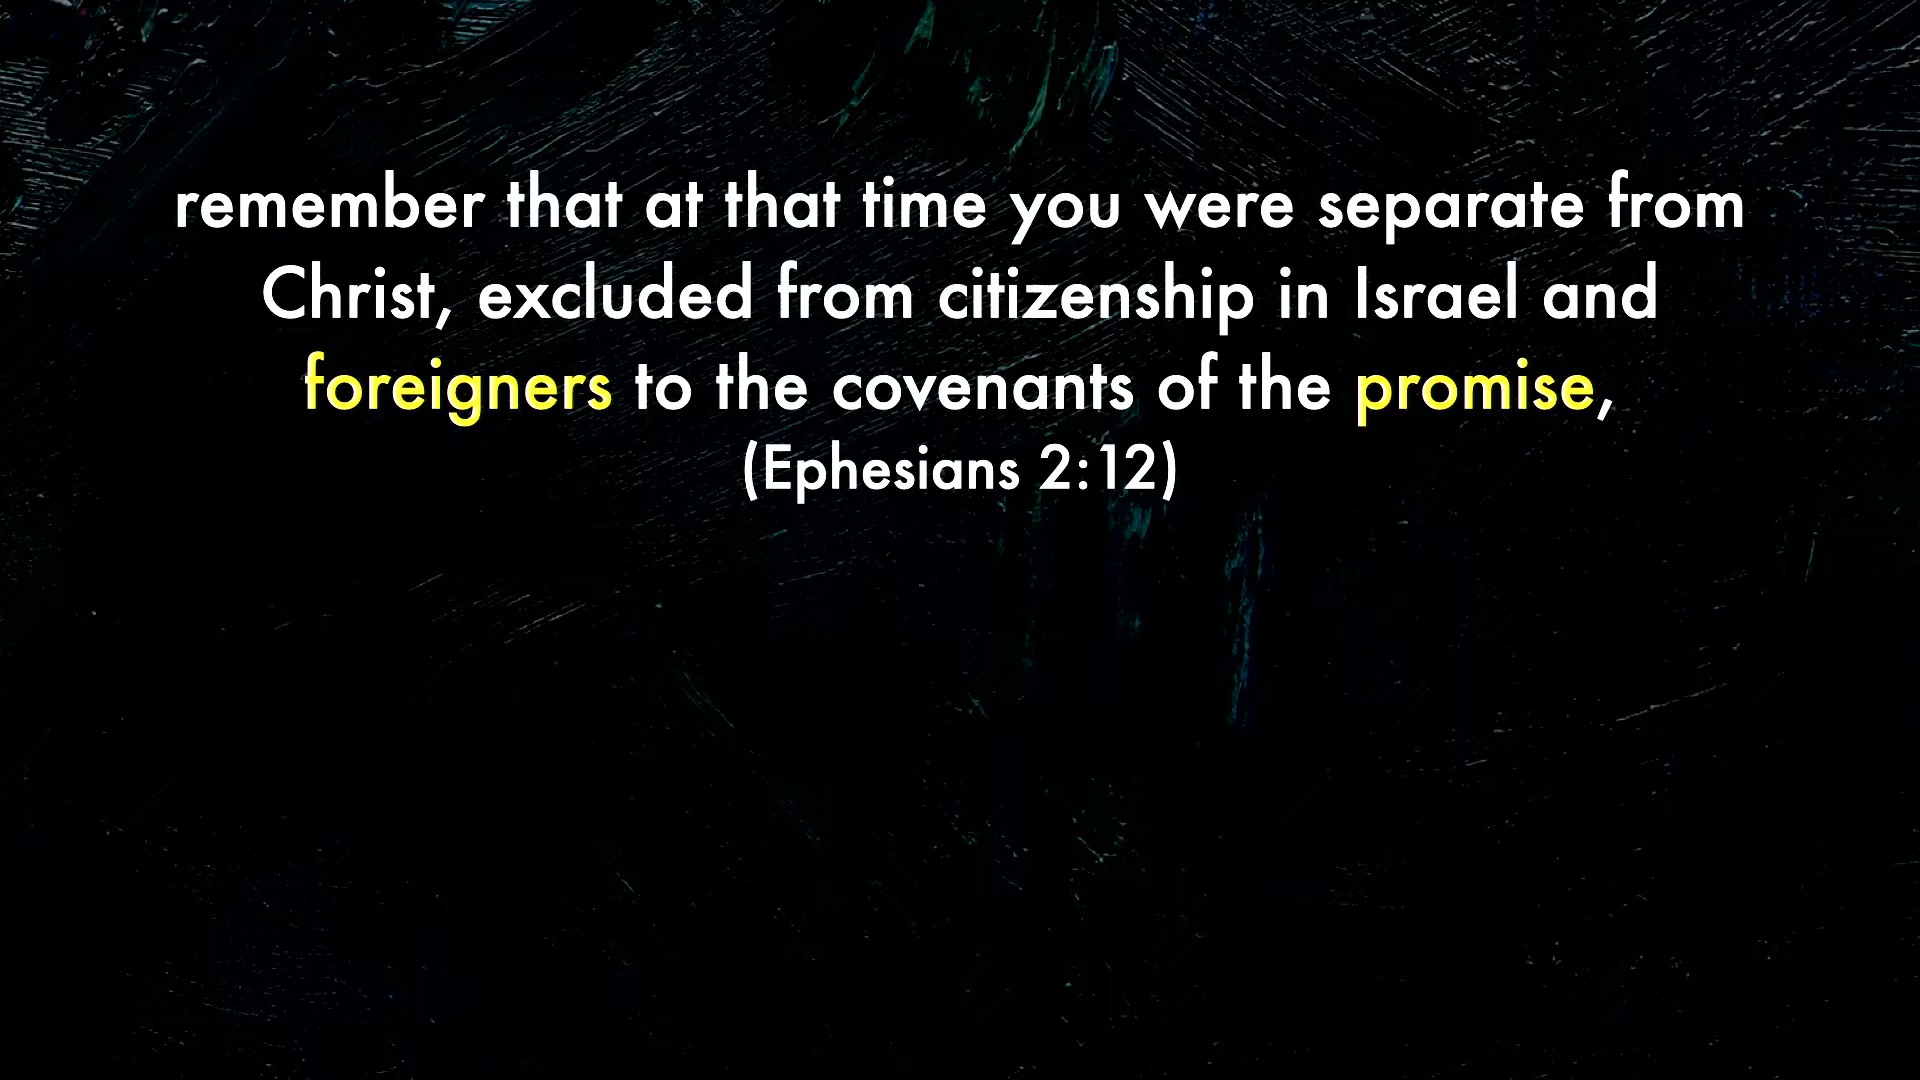 remember that at that time you were separate from
Christ, excluded from citizenship in Israel and
foreigners to the covenants of the promise,
(Ephesians 2:12)